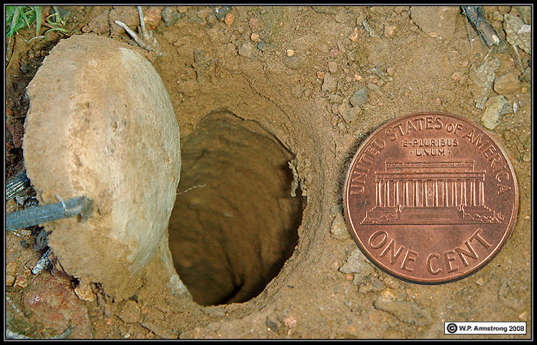 UNITED STATES OF AMERICA
E·PLURIBUS
·UNUM·
ONE CENT
© W.P. Armstrong 2008